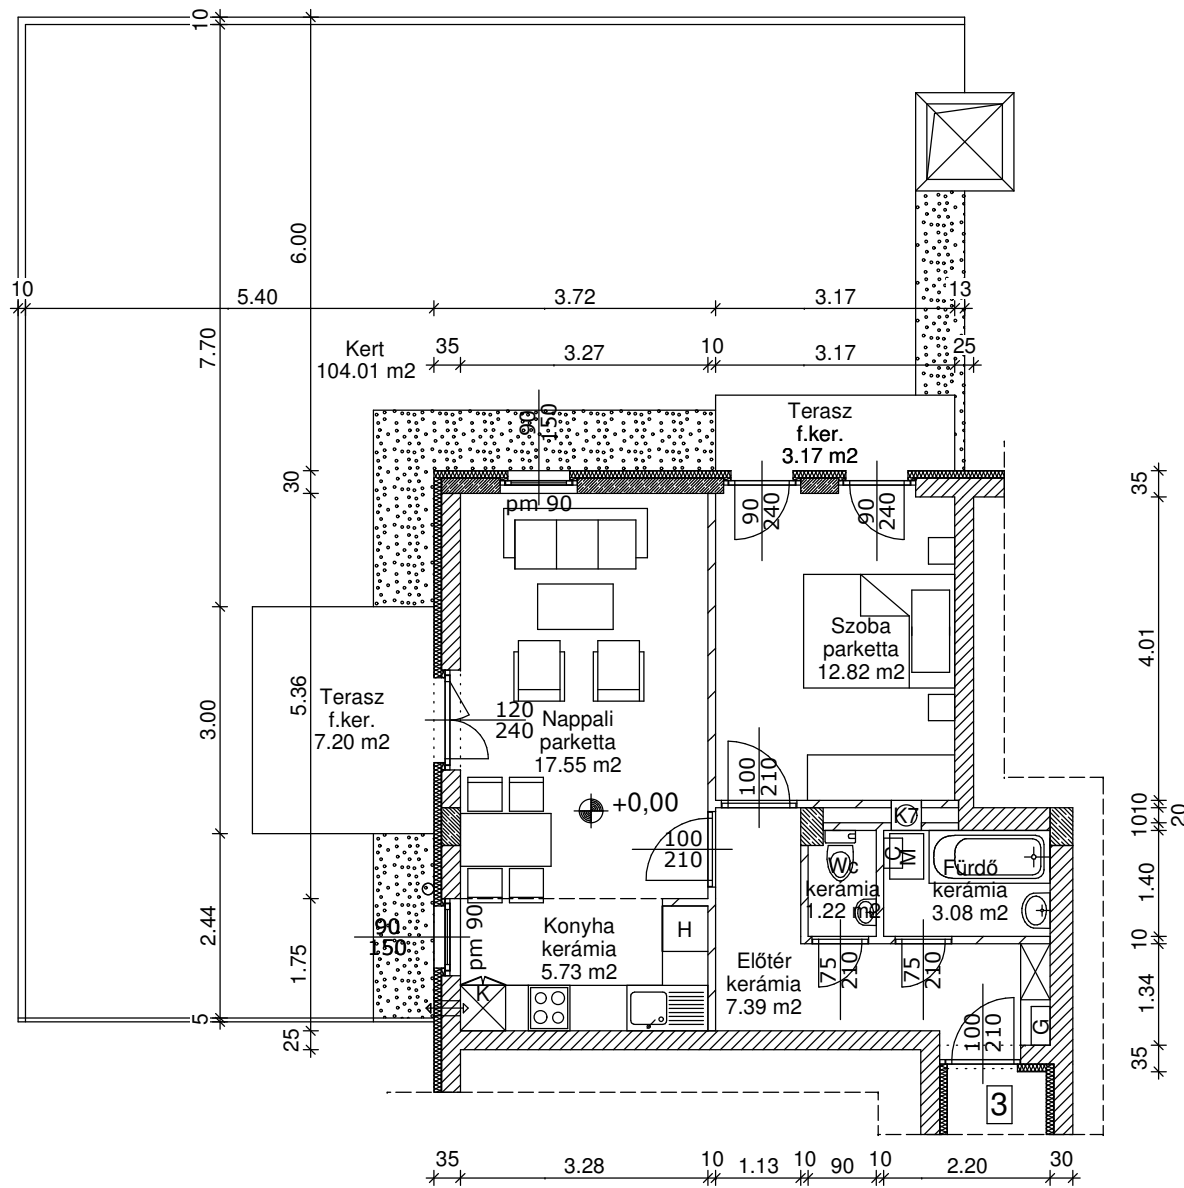 10
10
5.40
3.72
3.17
13
6.00
7.70
Kert
104.01 m2
35
3.27
10
3.17
25
90
150
Terasz
f.ker.
3.17 m2
30
pm 90
90
240
90
240
35
Szoba
parketta
12.82 m2
4.01
5.36
3.00
Terasz
f.ker.
7.20 m2
120
240
Nappali
parketta
17.55 m2
+0,00
100
210
100
210
K7
10
10
20
C
M
Wc
kerámia
1.22 m2
Fürdő
kerámia
3.08 m2
1.40
2.44
1.75
90
150
pm 90
Konyha
kerámia
5.73 m2
H
K
Előtér
kerámia
7.39 m2
75
210
75
210
10
1.34
G
100
210
5
25
35
3
35
3.28
10
1.13
10
90
10
2.20
30